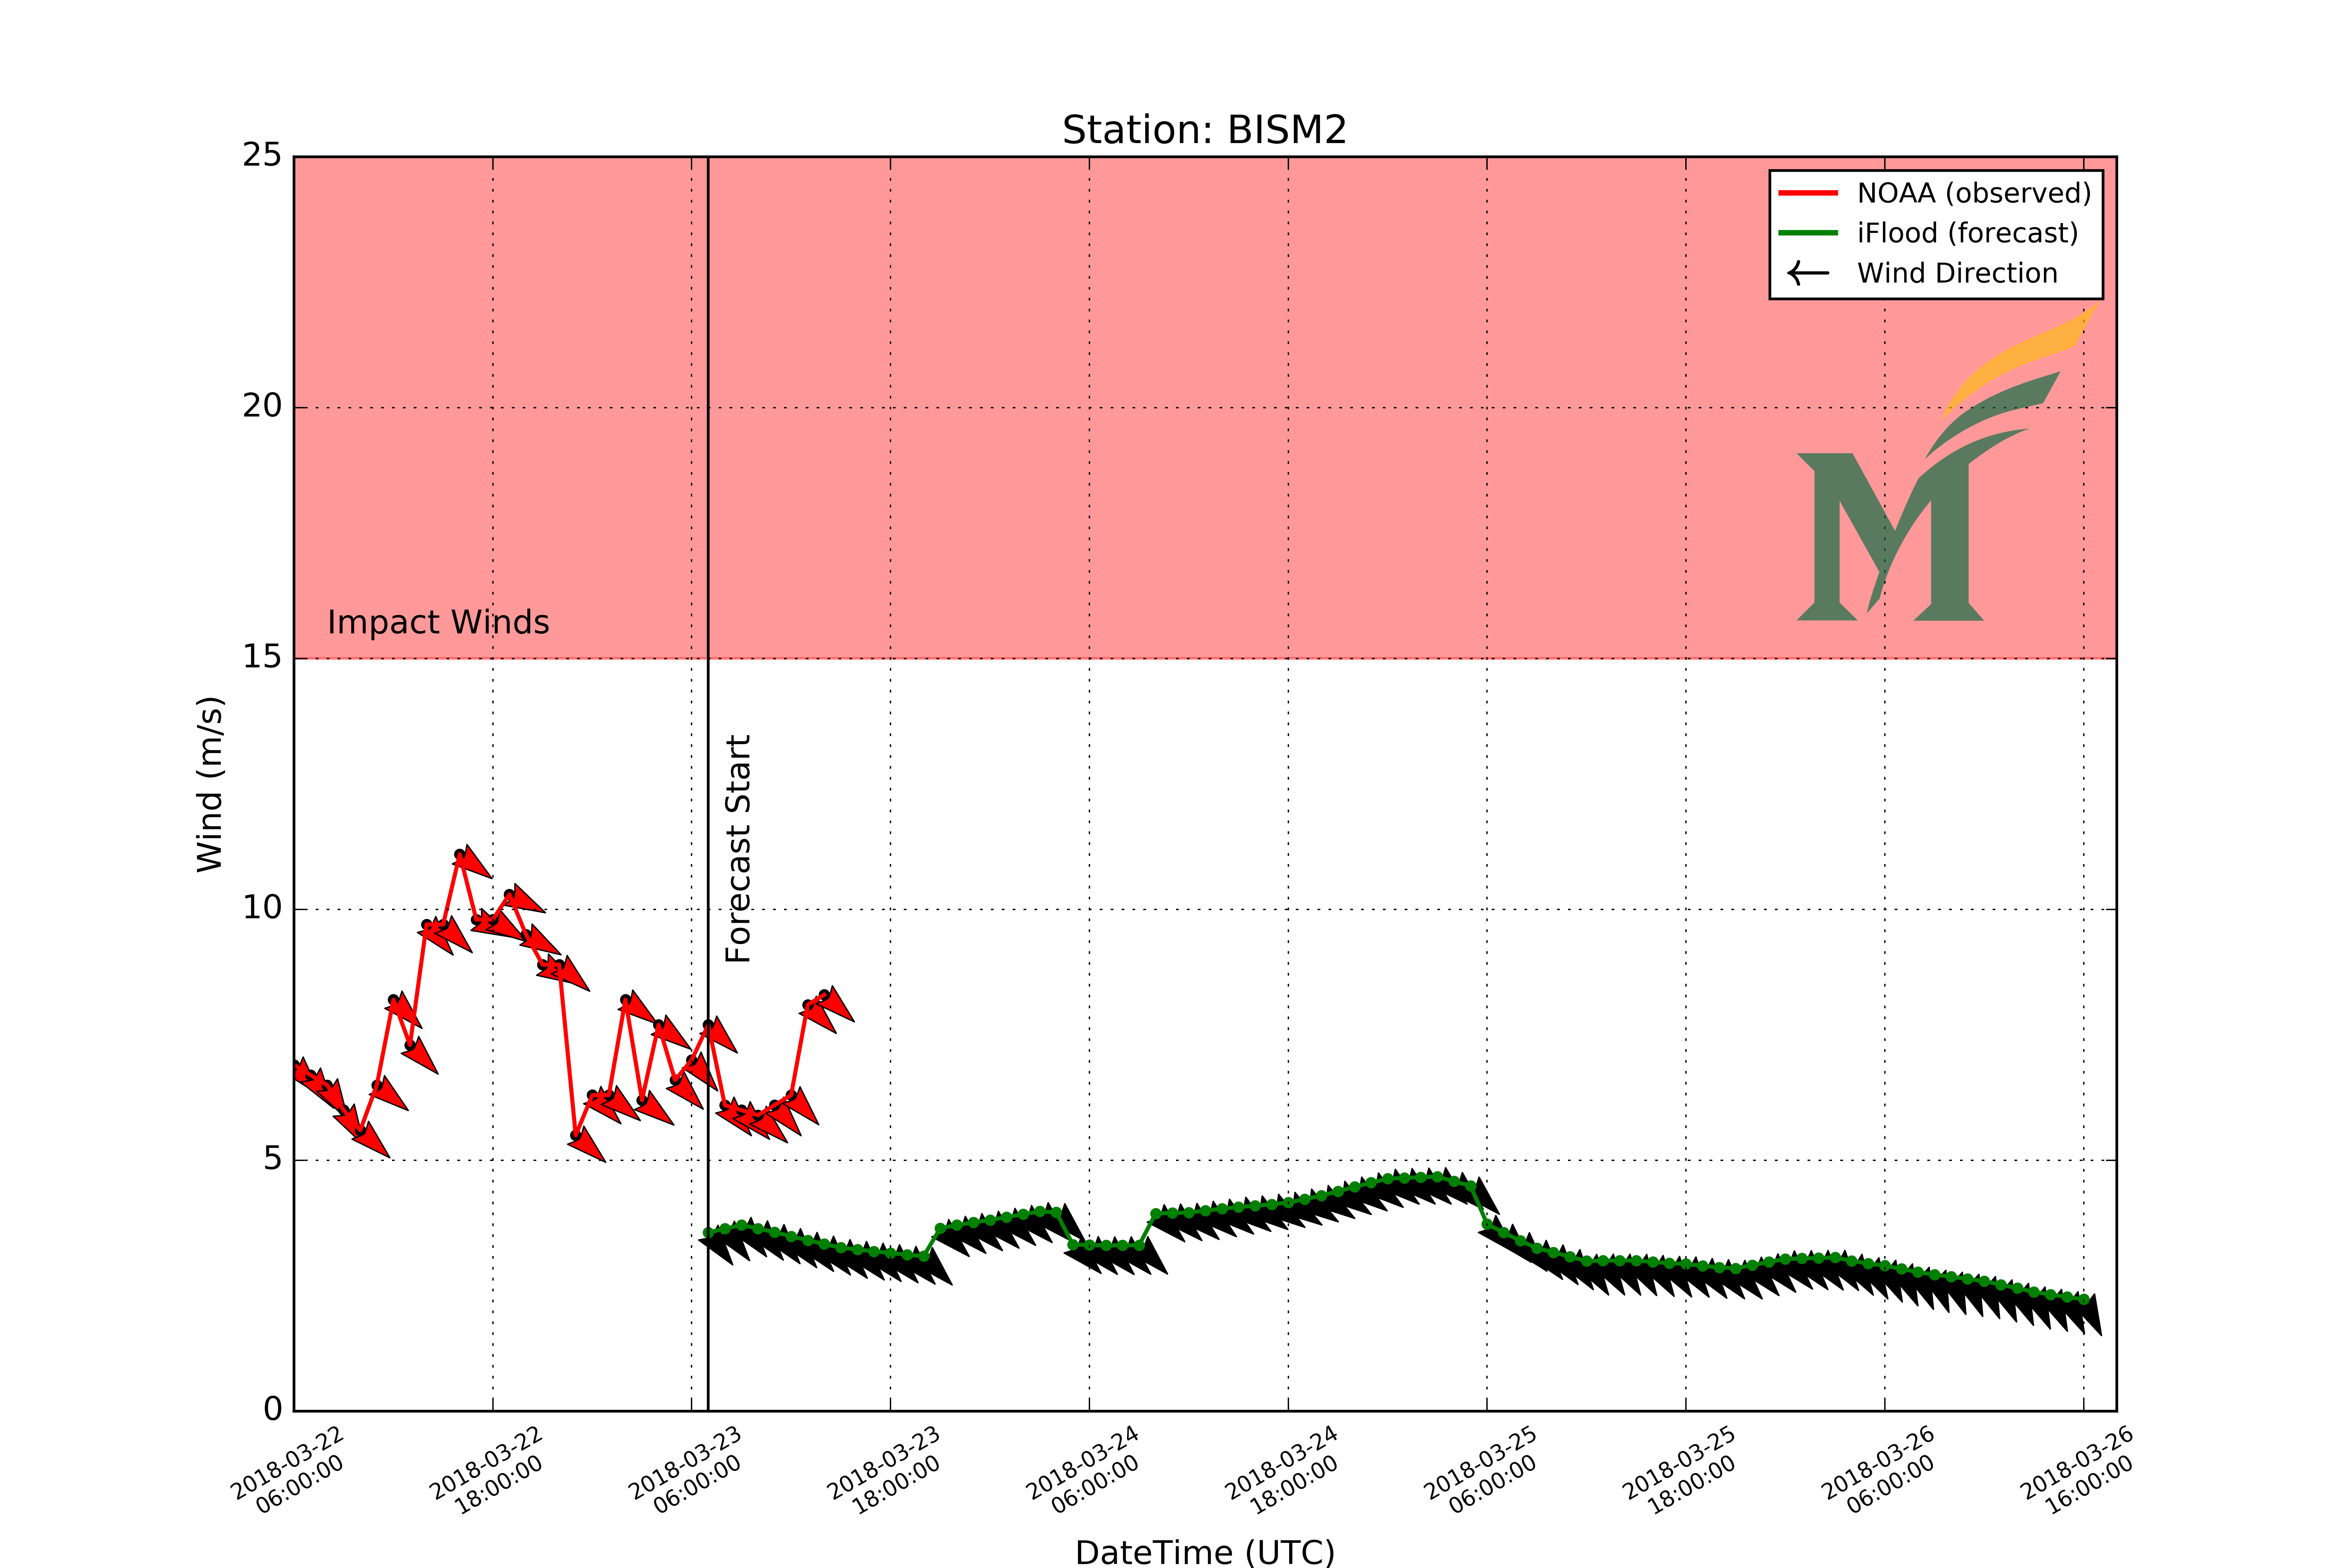 Station: BISM2
25
20
15
10
5
0
Wind (m/s)
NOAA (observed)
iFlood (forecast)
Wind Direction
M
Impact Winds
Forecast Start
2018-03-22
06:00:00
2018-03-22
18:00:00
2018-03-23
06:00:00
2018-03-23
18:00:00
2018-03-24
06:00:00
2018-03-24
18:00:00
2018-03-25
06:00:00
2018-03-25
18:00:00
2018-03-26
06:00:00
2018-03-26
16:00:00
DateTime (UTC)